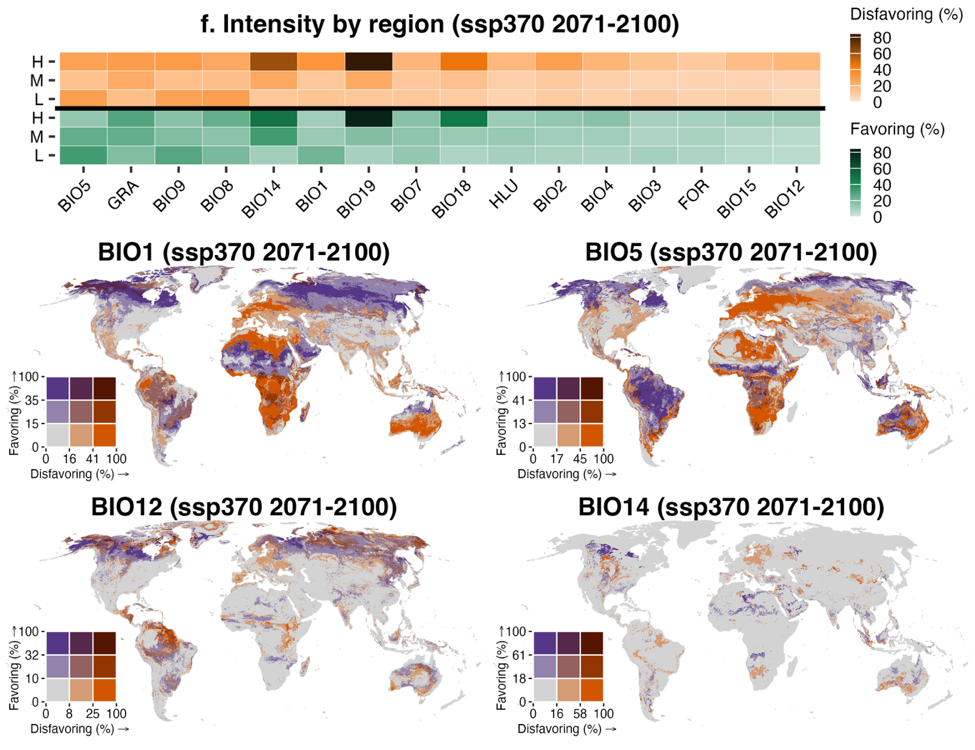 f. Intensity by region (ssp370 2071-2100)
Disfavoring (%)
80
60
40
20
0
Favoring (%)
80
60
40
20
0
H
M
L
H
M
L
BIO5 GRA BIO9 BIO8 BIO14 BIO1 BIO19 BIO7 BIO18 HLU BIO2 BIO4 BIO3 FOR BIO15 BIO12
BIO1 (ssp370 2071-2100)
↑100
35
15
0
Favoring (%)
0 16 41 100
Disfavoring (%) →
BIO5 (ssp370 2071-2100)
↑100
41
13
0
Favoring (%)
0 17 45 100
Disfavoring (%) →
BIO12 (ssp370 2071-2100)
↑100
32
10
0
Favoring (%)
0 8 25 100
Disfavoring (%) →
BIO14 (ssp370 2071-2100)
↑100
61
18
0
Favoring (%)
0 16 58 100
Disfavoring (%) →